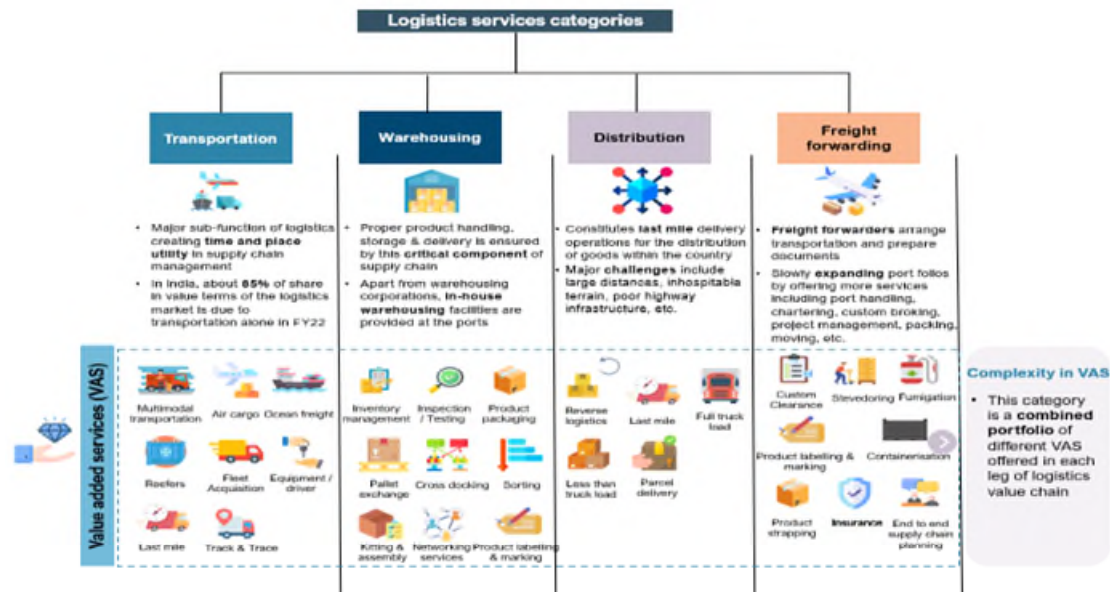 Logistics services categories
Transportation
Warehousing
Distribution
Freight
forwarding
• Major sub-function of logistics
creating time and place
utility in supply chain
management
• In India, about 85% of share
in value terms of the logistics
market is due to
transportation alone in FY22
• Proper product handling,
storage & delivery is ensured
by this critical component of
supply chain
• Apart from warehousing
corporations, in-house
warehousing facilities are
provided at the ports
• Constitutes last mile delivery
operations for the distribution
of goods within the country
• Major challenges include
large distances, inhospitable
terrain, poor highway
infrastructure, etc.
• Freight forwarders arrange
transportation and prepare
documents
• Slowly expanding port folios
by offering more services
including port handling,
chartering, custom broking,
project management, packing,
moving, etc.
Value added services (VAS)
Multimodal
transportation
Air cargo
Ocean freight
Reefers
Fleet
Acquisition
Equipment /
driver
Last mile
Track & Trace
Inventory
management
Inspection
/ Testing
Product
packaging
Pallet
exchange
Cross docking
Sorting
Kitting &
assembly
Networking
services
Product labelling
& marking
Reverse
logistics
Last mile
Full truck
load
Less than
truck load
Parcel
delivery
Custom
Clearance
Stevedoring
Fumigation
Product labelling &
marking
Containerisation
Product
strapping
Insurance
End to end
supply chain
planning
Complexity in VAS
• This category
is a combined
portfolio of
different VAS
offered in each
leg of logistics
value chain